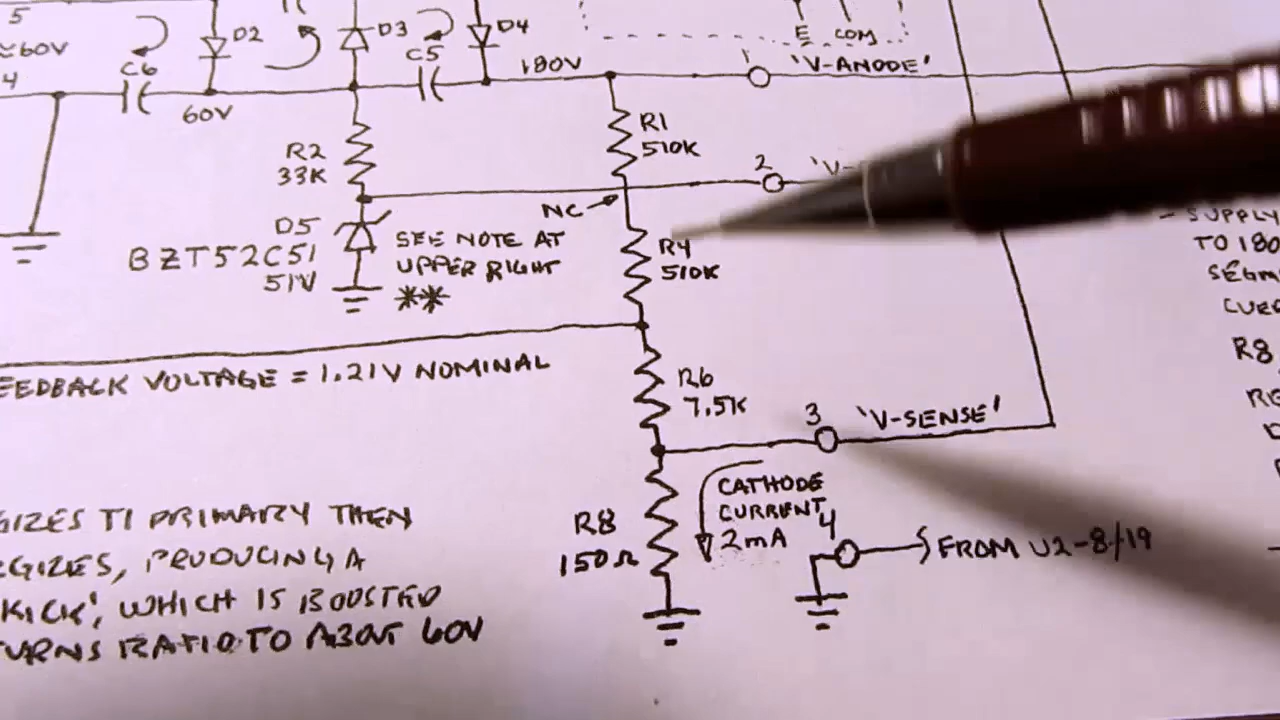 5
≈60V
4
C6
D2
60V
D3
C5
D4
180V
E COM
1
'V-ANODE'
R2
33K
R1
510K
2
'V-
NC
D5
BZT52C51
51V
SEE NOTE AT
UPPER RIGHT
**
R4
510K
EEDBACK VOLTAGE = 1.21V NOMINAL
R6
7.5K
3
'V-SENSE'
R8
150Ω
CATHODE
CURRENT
2mA
4
FROM U2-8/19
GIZES T1 PRIMARY THEN
RGIZES, PRODUCING A
KICK', WHICH IS BOOSTED
TURNS RATIO TO ABOUT 60V
- SUPPLY
TO 180
SEGM
CURR
R8
RE